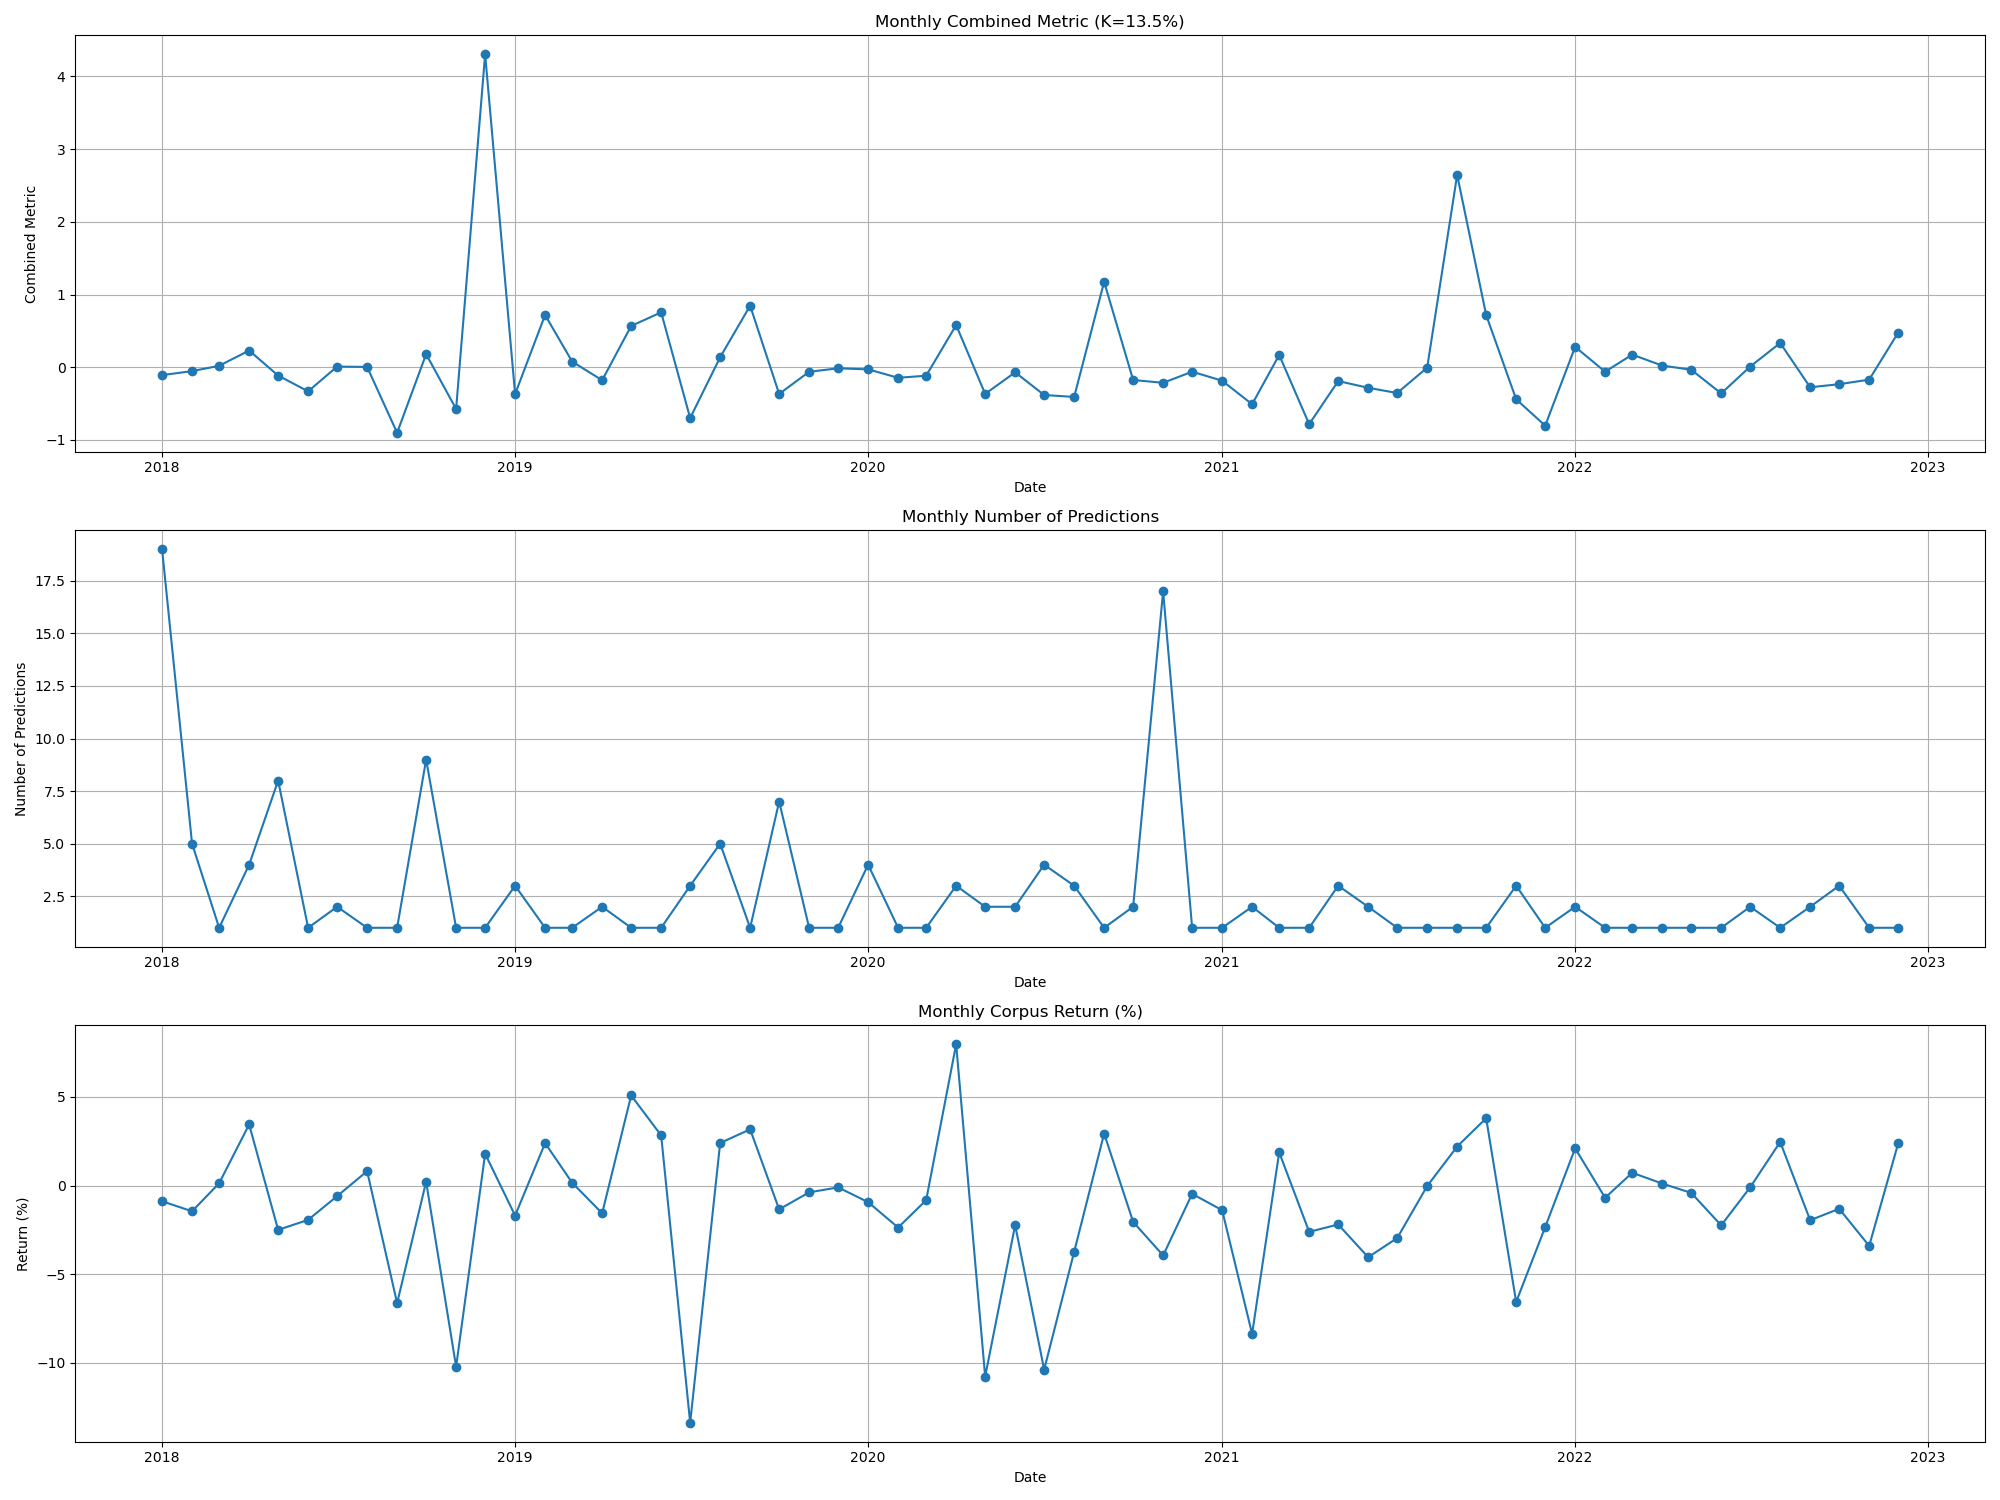 Monthly Combined Metric (K=13.5%)
4
3
2
1
0
−1
Combined Metric
2018 2019 2020 2021 2022 2023
Date
Monthly Number of Predictions
17.5
15.0
12.5
10.0
7.5
5.0
2.5
Number of Predictions
2018 2019 2020 2021 2022 2023
Date
Monthly Corpus Return (%)
5
0
−5
−10
Return (%)
2018 2019 2020 2021 2022 2023
Date